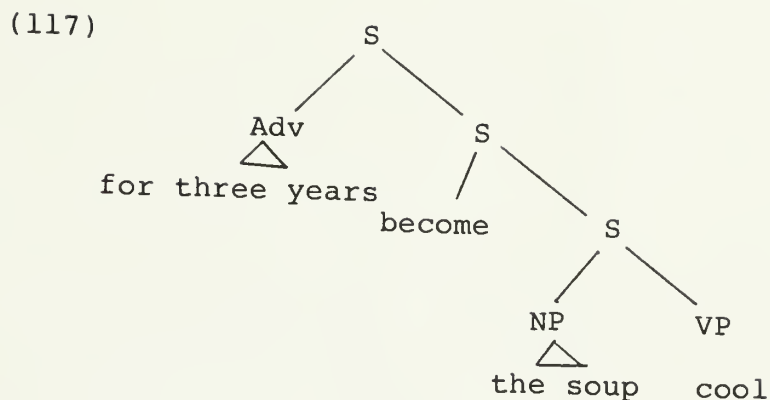 (117)
S
Adv
S
for three years
become
S
NP
VP
the soup
cool